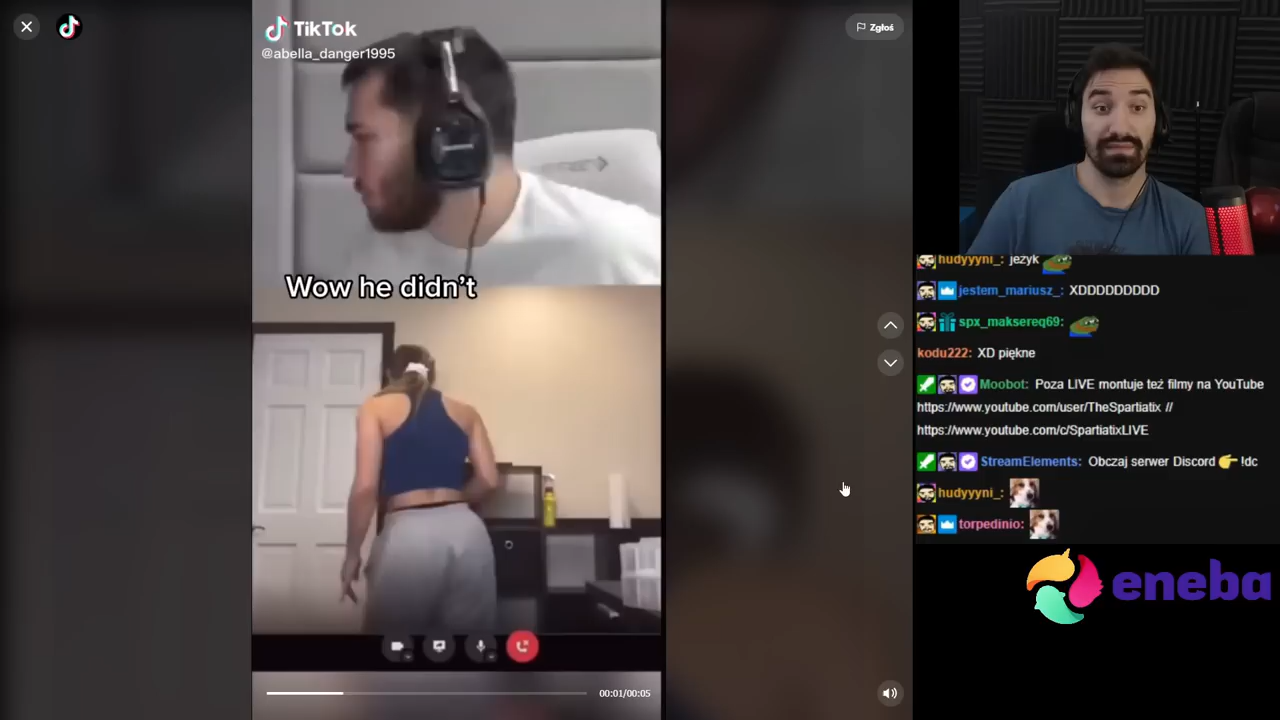 TikTok
@abella_danger1995
Zgłoś
Wow he didn't
00:01/00:05
hudyyyni_: język
jestem_mariusz_: XDDDDDDDDD
spx_maksereq69:
kodu222: XD piękne
Moobot: Poza LIVE montuje też filmy na YouTube
https://www.youtube.com/user/TheSpartiatix //
https://www.youtube.com/c/SpartiatixLIVE
StreamElements: Obczaj serwer Discord !dc
hudyyyni_:
torpedinio:
eneba